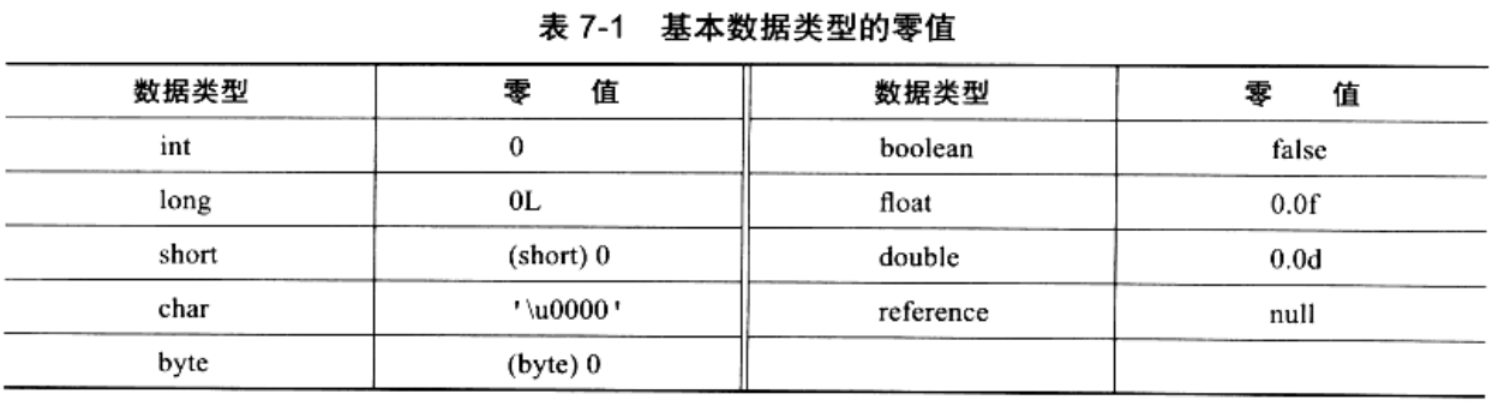 表 7-1 基本数据类型的零值
数据类型 零 值 数据类型 零 值
int 0 boolean false
long 0L float 0.0f
short (short) 0 double 0.0d
char '\u0000' reference null
byte (byte) 0